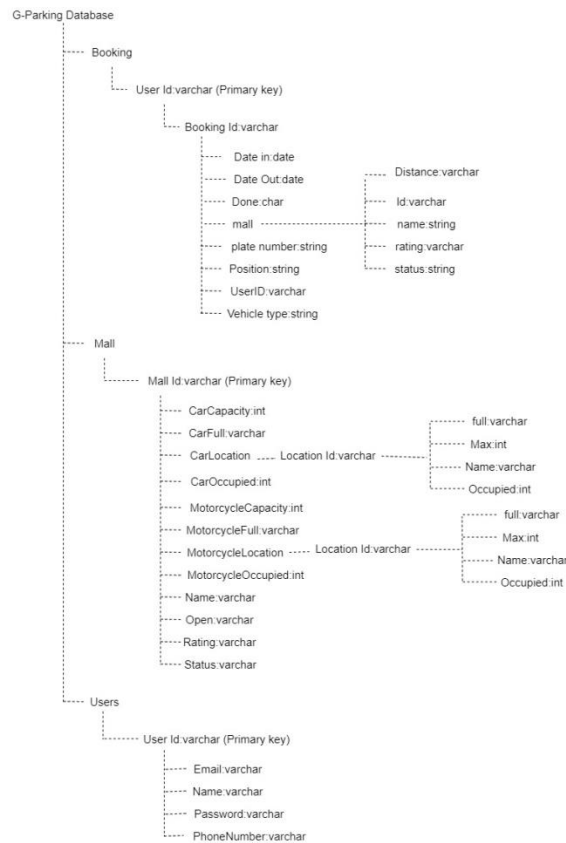 G-Parking Database
Booking
User Id:varchar (Primary key)
Booking Id:varchar
Date in:date
Date Out:date
Done:char
mall
plate number:string
Position:string
UserID:varchar
Vehicle type:string
Distance:varchar
Id:varchar
name:string
rating:varchar
status:string
Mall
Mall Id:varchar (Primary key)
CarCapacity:int
CarFull:varchar
CarLocation
Location Id:varchar
full:varchar
Max:int
Name:varchar
Occupied:int
CarOccupied:int
MotorcycleCapacity:int
MotorcycleFull:varchar
MotorcycleLocation
Location Id:varchar
full:varchar
Max:int
Name:varchar
Occupied:int
MotorcycleOccupied:int
Name:varchar
Open:varchar
Rating:varchar
Status:varchar
Users
User Id:varchar (Primary key)
Email:varchar
Name:varchar
Password:varchar
PhoneNumber:varchar